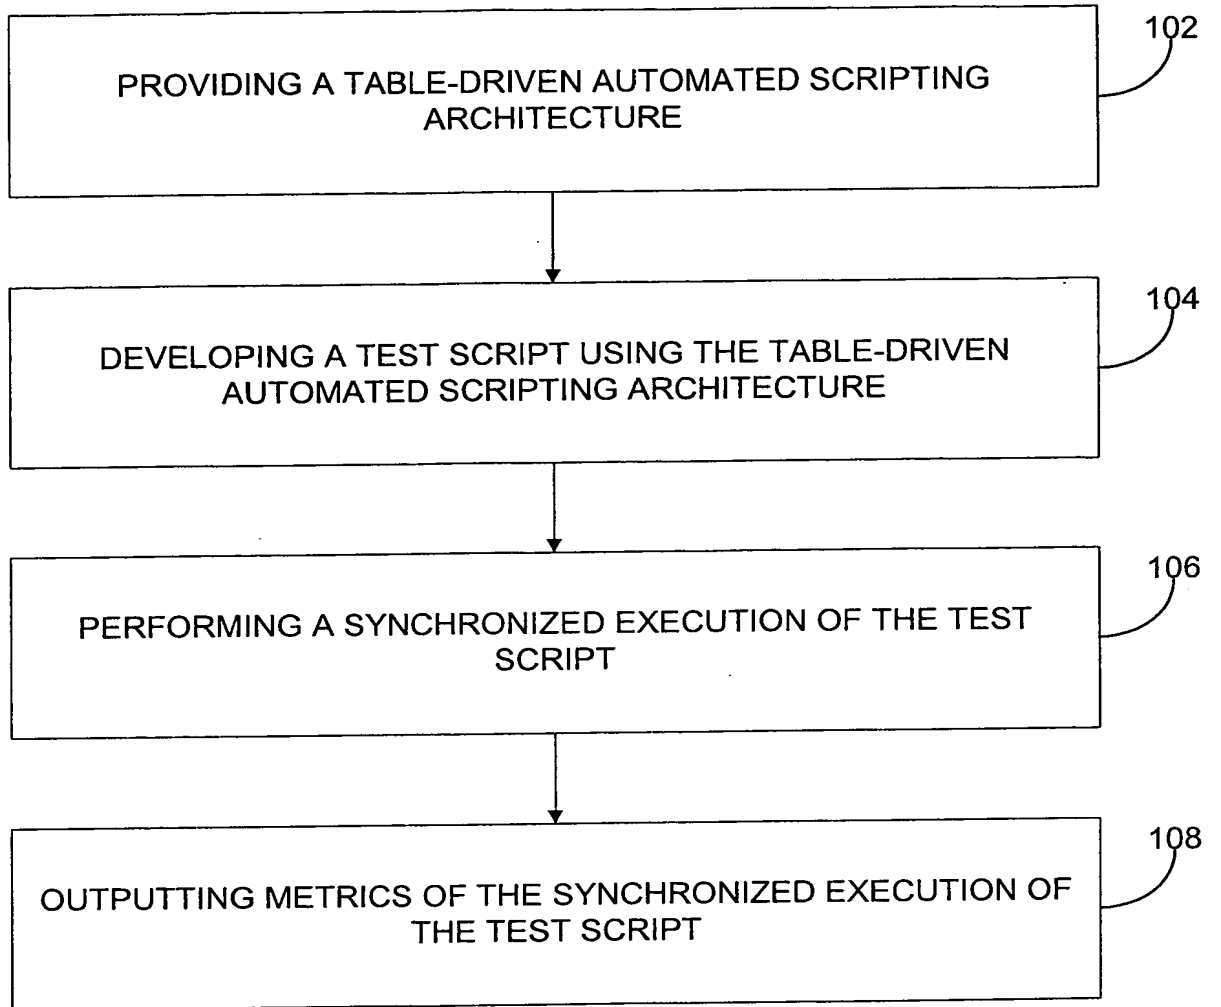 102
PROVIDING A TABLE-DRIVEN AUTOMATED SCRIPTING
ARCHITECTURE
104
DEVELOPING A TEST SCRIPT USING THE TABLE-DRIVEN
AUTOMATED SCRIPTING ARCHITECTURE
106
PERFORMING A SYNCHRONIZED EXECUTION OF THE TEST
SCRIPT
108
OUTPUTTING METRICS OF THE SYNCHRONIZED EXECUTION OF
THE TEST SCRIPT